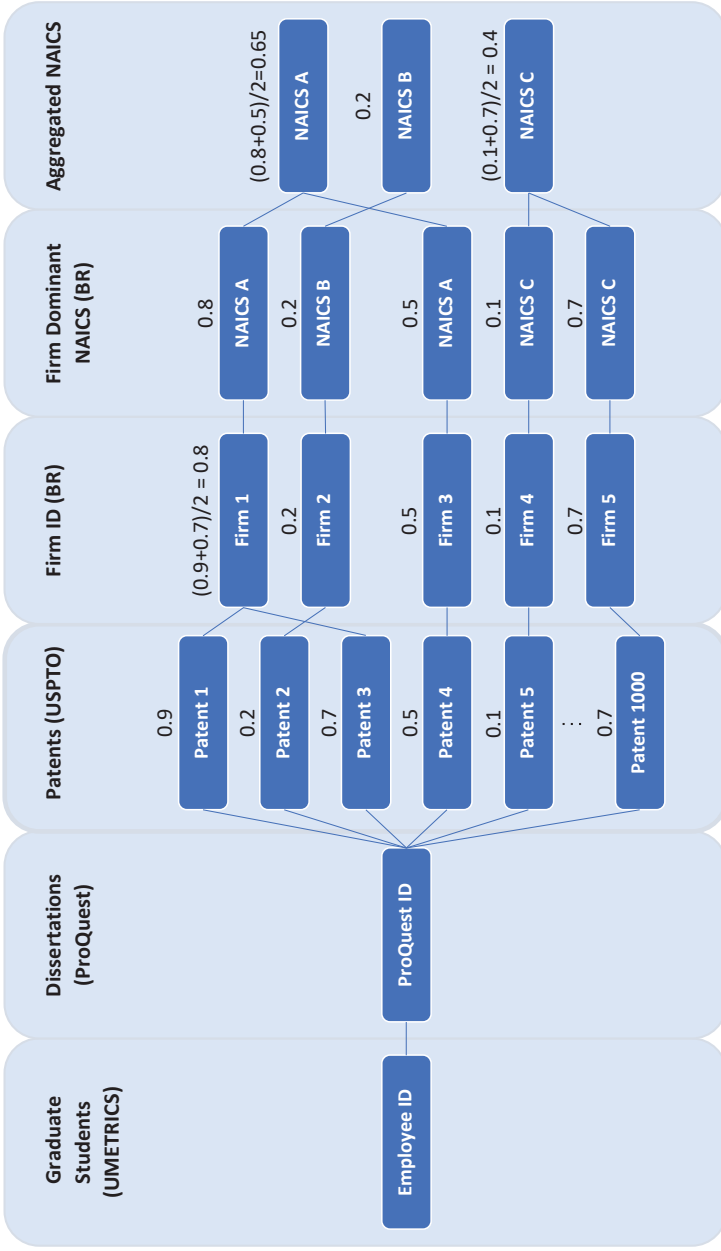 Graduate
Students
(UMETRICS)
Employee ID
Dissertations
(ProQuest)
ProQuest ID
Patents (USPTO)
0.9
Patent 1
0.2
Patent 2
0.7
Patent 3
0.5
Patent 4
0.1
Patent 5
...
0.7
Patent 1000
Firm ID (BR)
(0.9+0.7)/2 = 0.8
Firm 1
0.2
Firm 2
0.5
Firm 3
0.1
Firm 4
0.7
Firm 5
Firm Dominant
NAICS (BR)
0.8
NAICS A
0.2
NAICS B
0.5
NAICS A
0.1
NAICS C
0.7
NAICS C
Aggregated NAICS
(0.8+0.5)/2=0.65
NAICS A
0.2
NAICS B
(0.1+0.7)/2 = 0.4
NAICS C